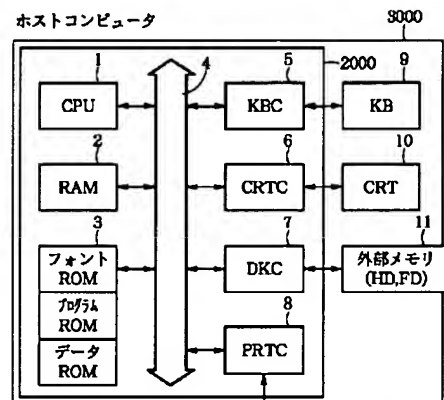 ホストコンピュータ
3000
1
4
5
2000
9
CPU
KBC
KB
2
6
10
RAM
CRTC
CRT
3
7
11
フォント
ROM
DKC
外部メモリ
(HD,FD)
プログラム
ROM
8
データ
ROM
PRTC